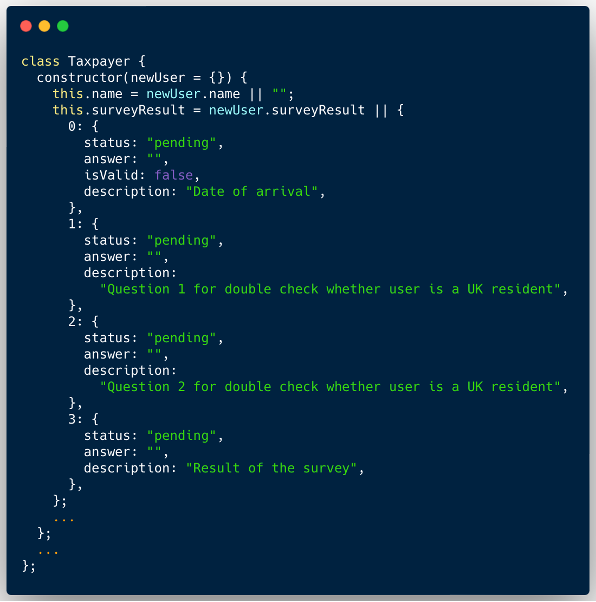 class Taxpayer {
  constructor(newUser = {}) {
    this.name = newUser.name || "";
    this.surveyResult = newUser.surveyResult || {
      0: {
        status: "pending",
        answer: "",
        isValid: false,
        description: "Date of arrival",
      },
      1: {
        status: "pending",
        answer: "",
        description:
          "Question 1 for double check whether user is a UK resident",
      },
      2: {
        status: "pending",
        answer: "",
        description:
          "Question 2 for double check whether user is a UK resident",
      },
      3: {
        status: "pending",
        answer: "",
        description: "Result of the survey",
      },
    };
    ...
  };
  ...
};